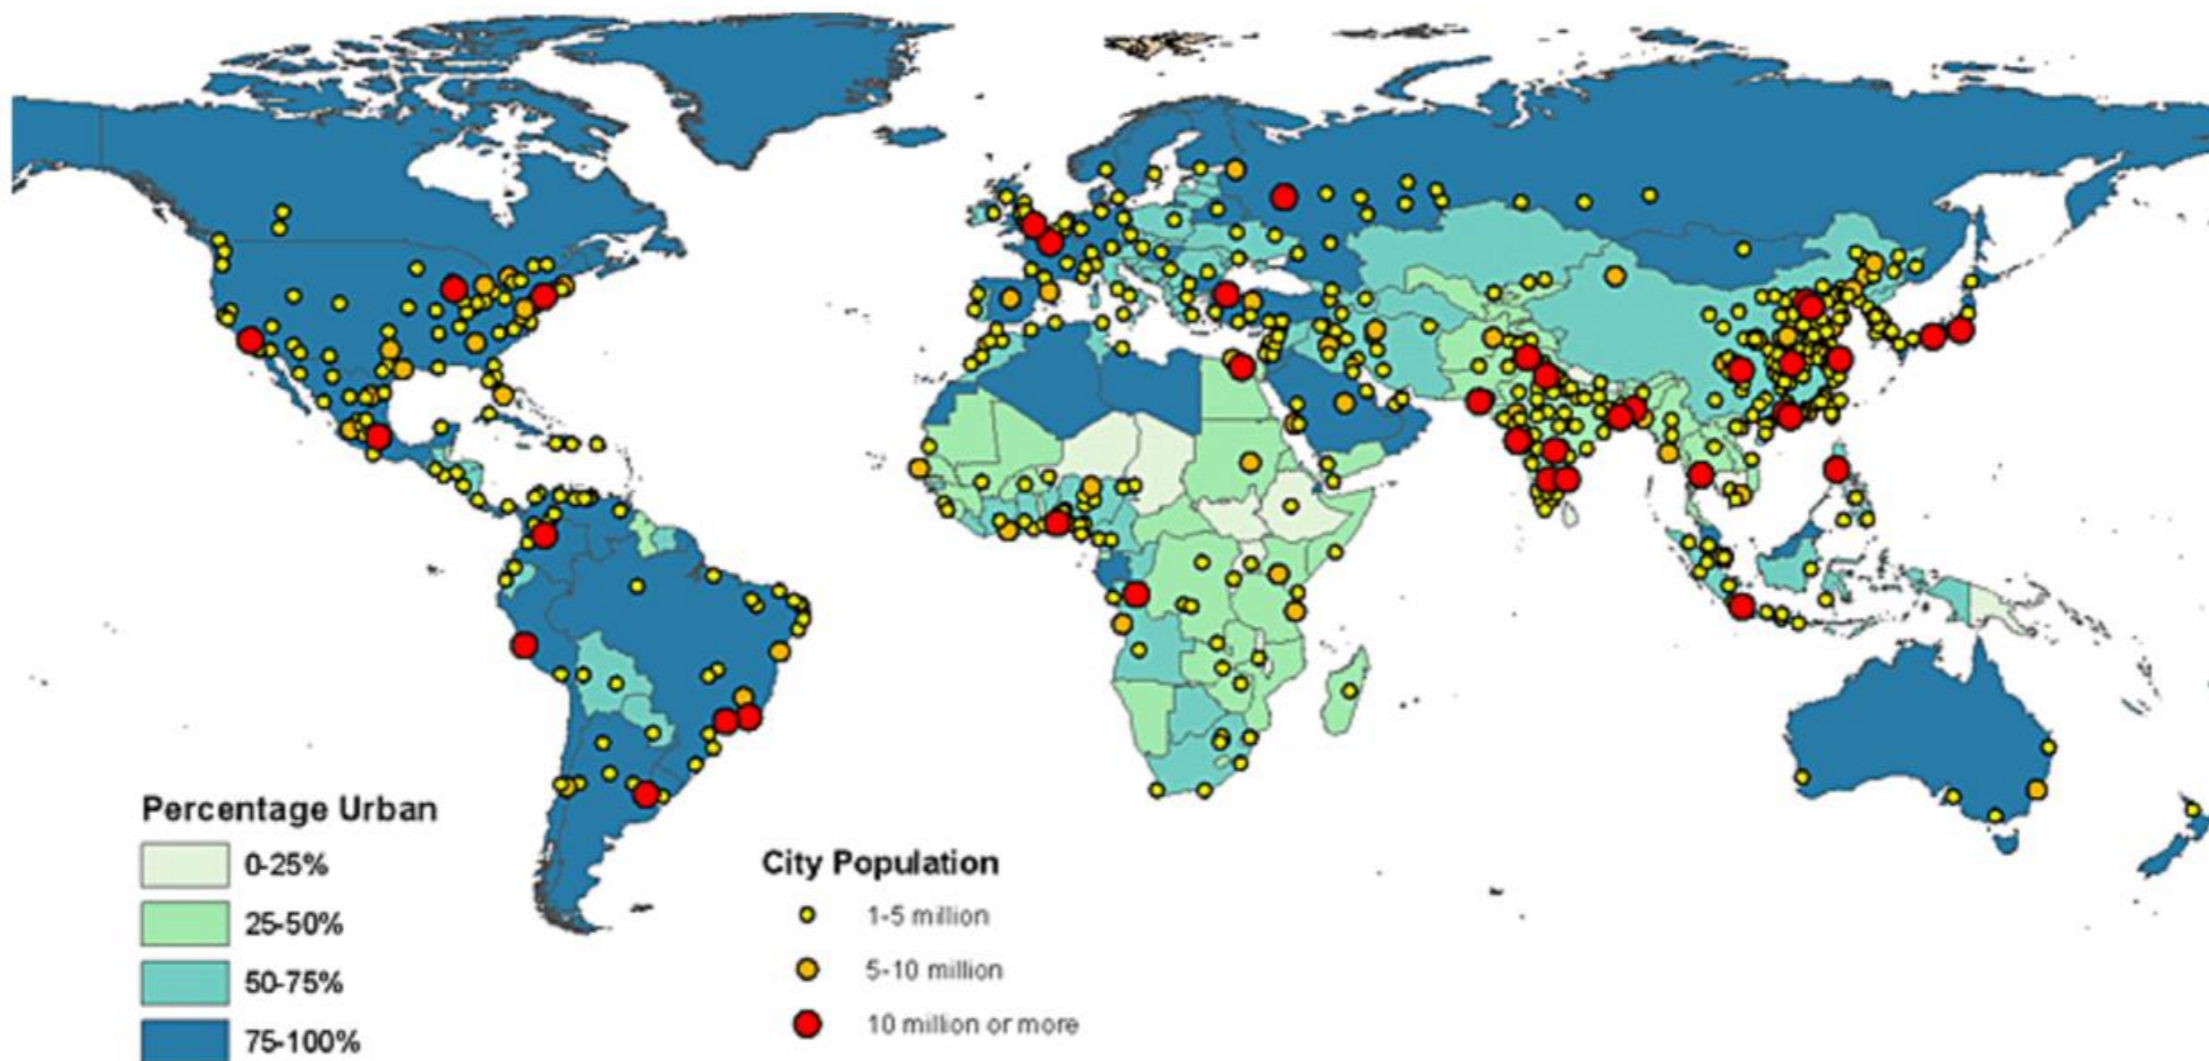 Percentage Urban
0-25%
25-50%
50-75%
75-100%
City Population
1-5 million
5-10 million
10 million or more